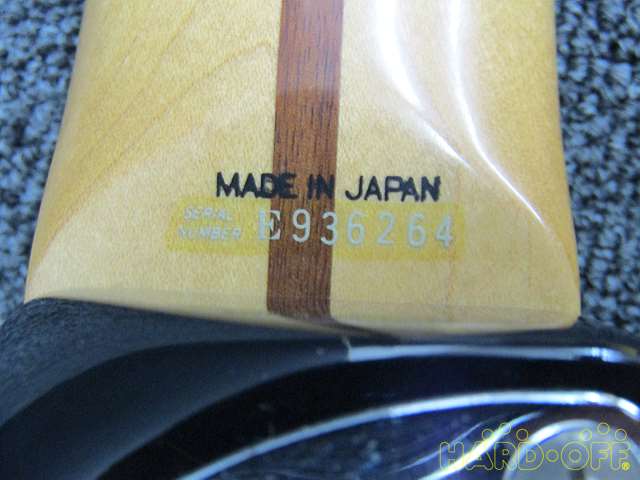 MADE IN JAPAN
SERIAL
NUMBER E936264
HARD·OFF®